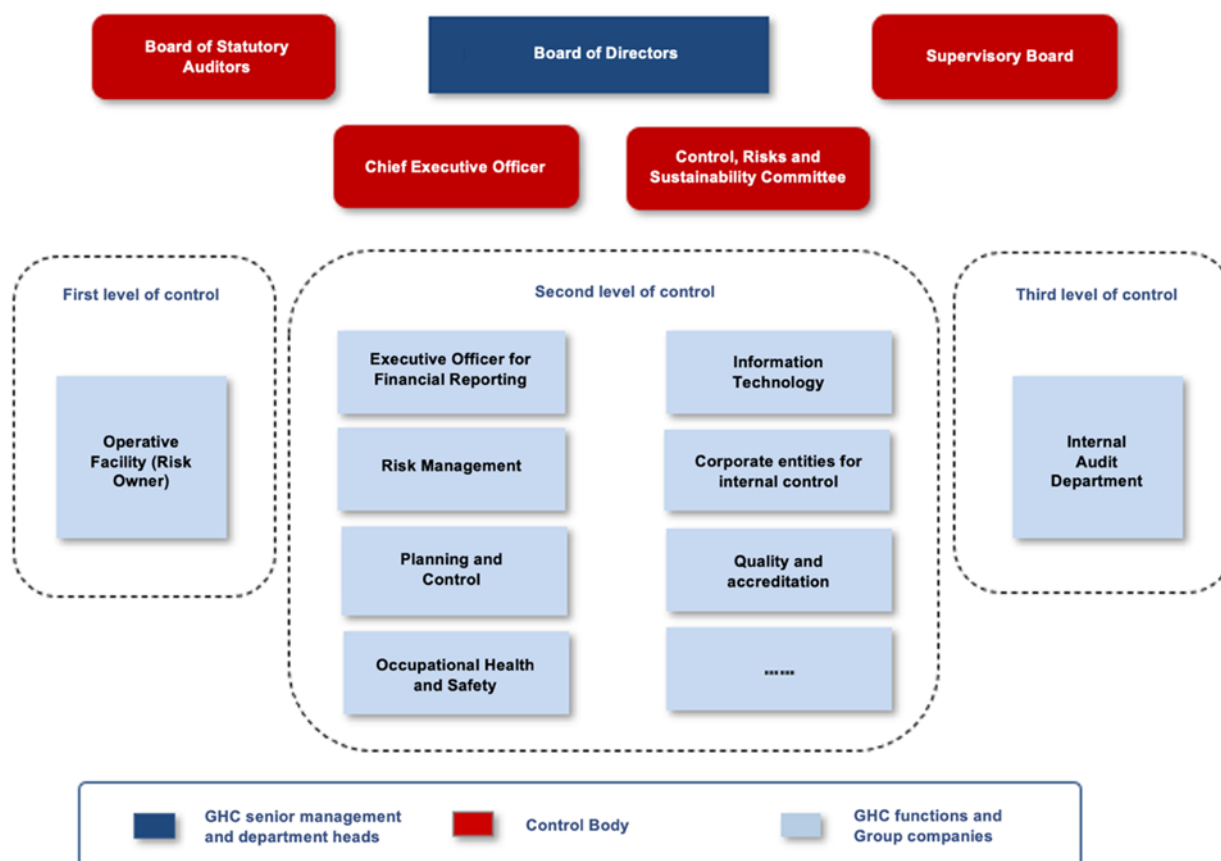 Board of Statutory
Auditors
Board of Directors
Supervisory Board
Chief Executive Officer
Control, Risks and
Sustainability Committee
First level of control
Operative
Facility (Risk
Owner)
Second level of control
Executive Officer for
Financial Reporting
Information
Technology
Risk Management
Corporate entities for
internal control
Planning and
Control
Quality and
accreditation
Occupational Health
and Safety
......
Third level of control
Internal
Audit
Department
GHC senior management
and department heads
Control Body
GHC functions and
Group companies